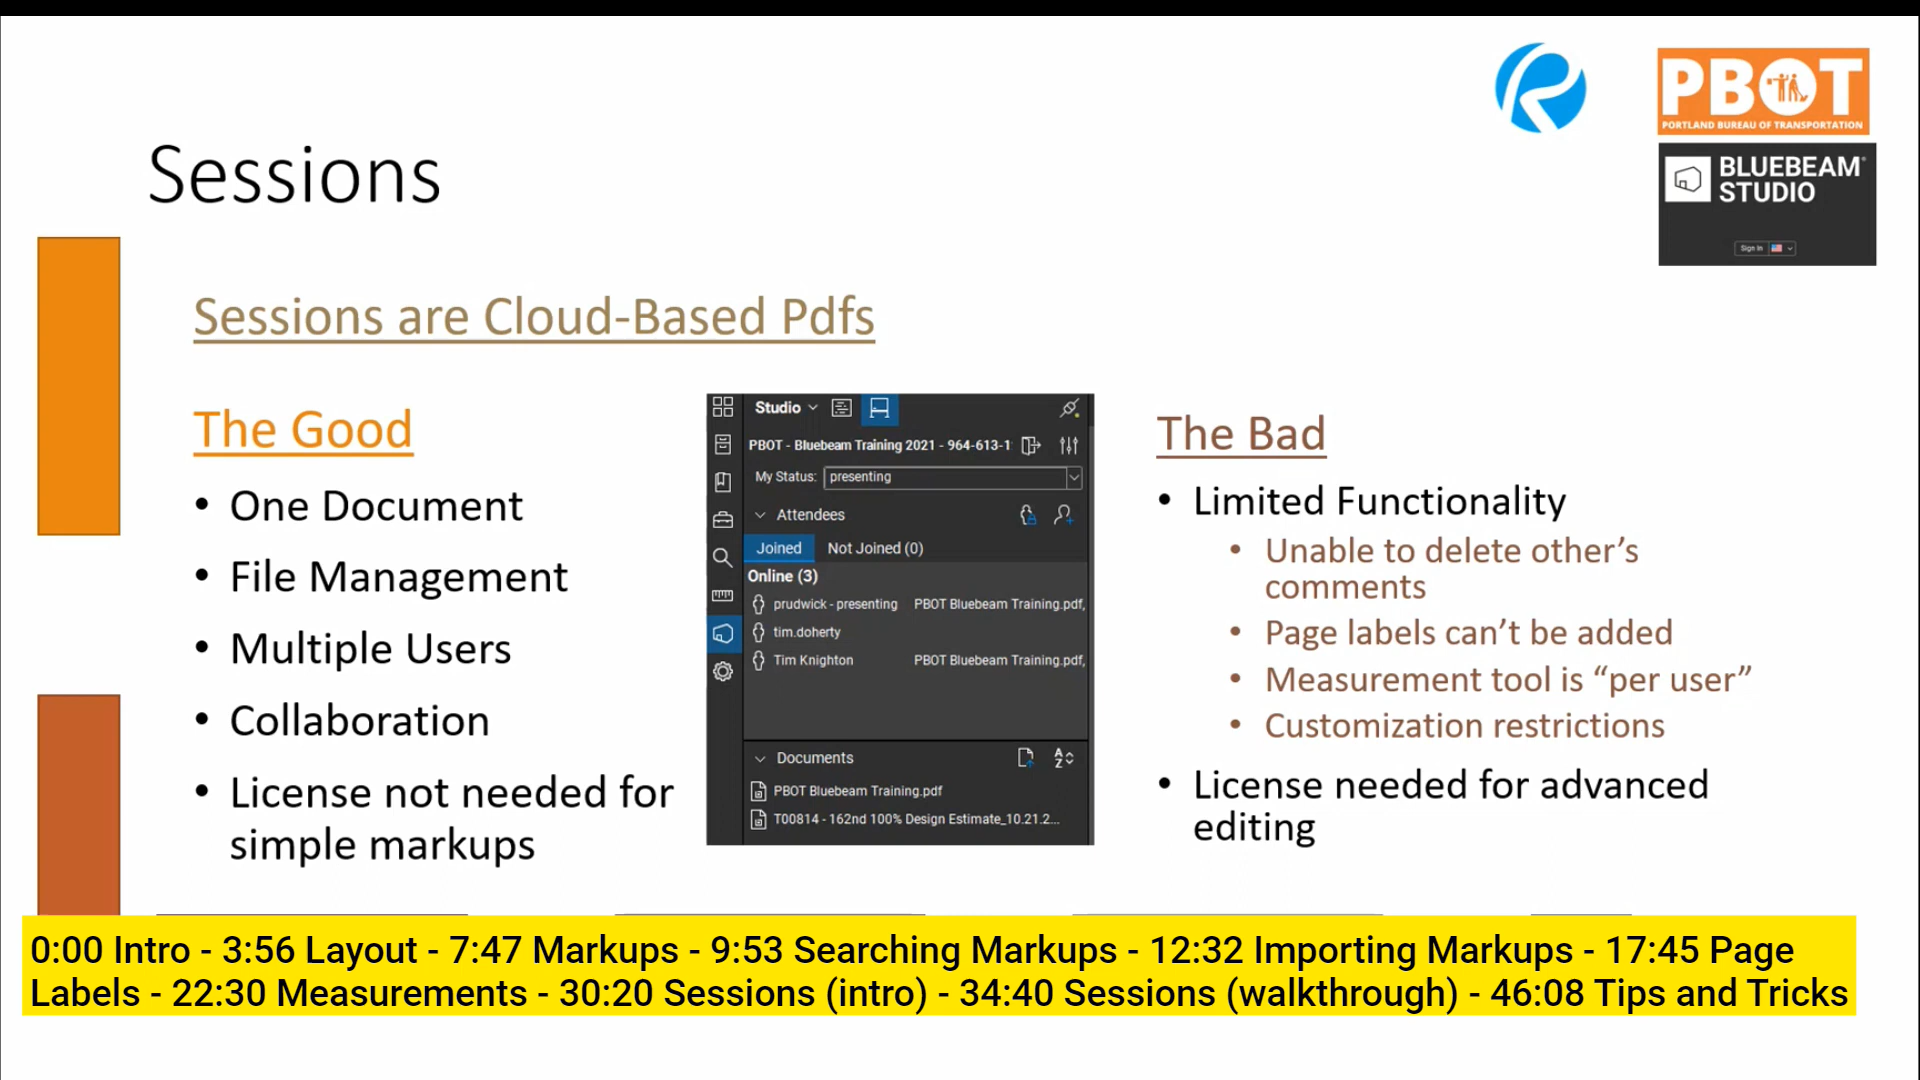 PBOT
PORTLAND BUREAU OF TRANSPORTATION
BLUEBEAM®
STUDIO
Sign In
Sessions
Sessions are Cloud-Based Pdfs
The Good
• One Document
• File Management
• Multiple Users
• Collaboration
• License not needed for
simple markups
Studio
PBOT - Bluebeam Training 2021 - 964-613-1
My Status: presenting
Attendees
Joined Not Joined (0)
Online (3)
prudwick - presenting PBOT Bluebeam Training.pdf,
tim.doherty
Tim Knighton PBOT Bluebeam Training.pdf,
Documents
PBOT Bluebeam Training.pdf
T00814 - 162nd 100% Design Estimate_10.21.2...
The Bad
• Limited Functionality
• Unable to delete other’s
comments
• Page labels can’t be added
• Measurement tool is “per user”
• Customization restrictions
• License needed for advanced
editing
0:00 Intro - 3:56 Layout - 7:47 Markups - 9:53 Searching Markups - 12:32 Importing Markups - 17:45 Page
Labels - 22:30 Measurements - 30:20 Sessions (intro) - 34:40 Sessions (walkthrough) - 46:08 Tips and Tricks